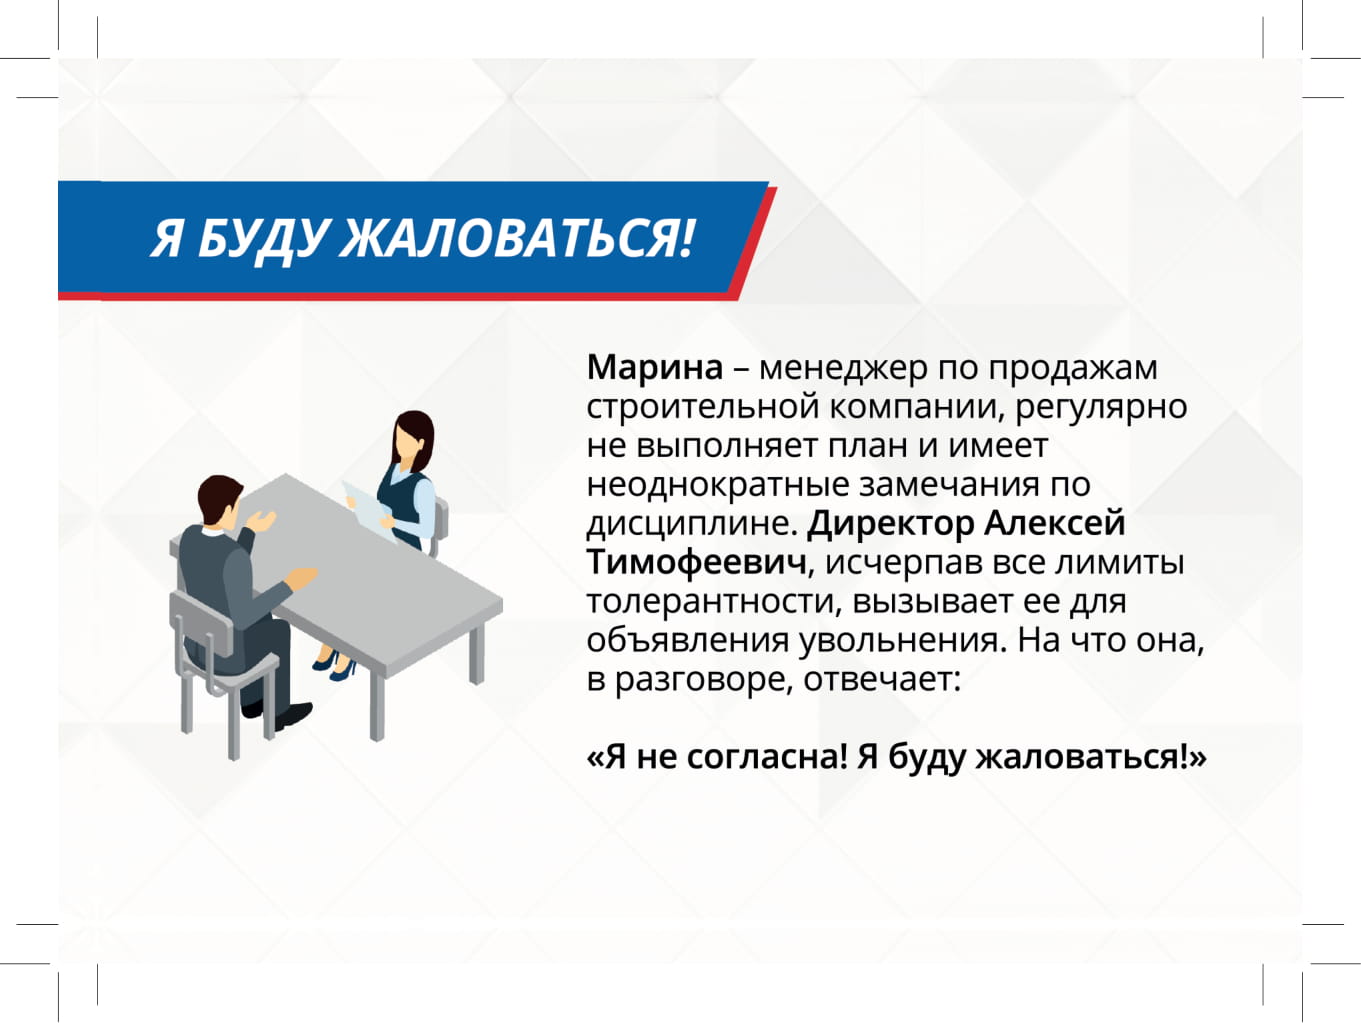 Я БУДУ ЖАЛОВАТЬСЯ!
Марина – менеджер по продажам
строительной компании, регулярно
не выполняет план и имеет
неоднократные замечания по
дисциплине. Директор Алексей
Тимофеевич, исчерпав все лимиты
толерантности, вызывает ее для
объявления увольнения. На что она,
в разговоре, отвечает:
«Я не согласна! Я буду жаловаться!»